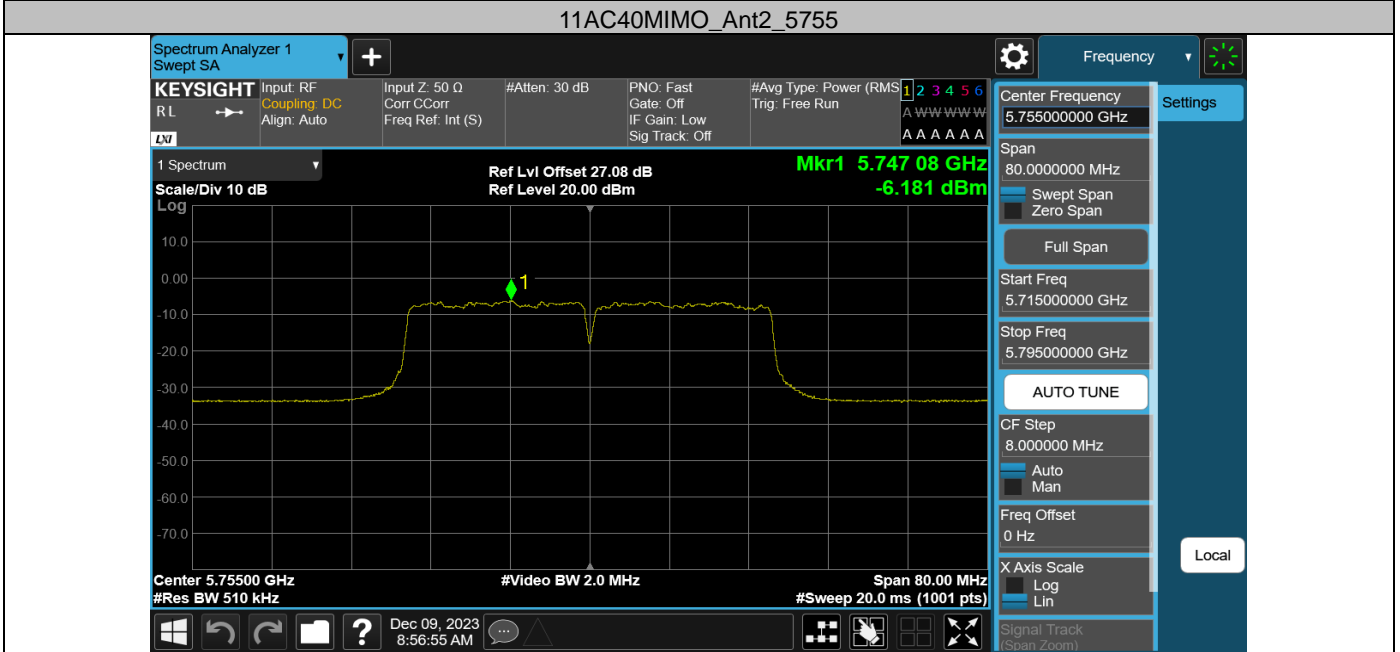 11AC40MIMO_Ant2_5755
Spectrum Analyzer 1
Swept SA
+
Frequency
KEYSIGHT
R L
LXI
Input: RF
Coupling: DC
Align: Auto
Input Z: 50 Ω
Corr CCorr
Freq Ref: Int (S)
#Atten: 30 dB
PNO: Fast
Gate: Off
IF Gain: Low
Sig Track: Off
#Avg Type: Power (RMS
Trig: Free Run
1 2 3 4 5 6
A W W W W W
A A A A A A
1 Spectrum
Scale/Div 10 dB
Log
Ref Lvl Offset 27.08 dB
Ref Level 20.00 dBm
Mkr1 5.747 08 GHz
-6.181 dBm
1
10.0
0.00
-10.0
-20.0
-30.0
-40.0
-50.0
-60.0
-70.0
Center 5.75500 GHz
#Video BW 2.0 MHz
Span 80.00 MHz
#Res BW 510 kHz
#Sweep 20.0 ms (1001 pts)
Center Frequency
5.755000000 GHz
Settings
Span
80.0000000 MHz
Swept Span
Zero Span
Full Span
Start Freq
5.715000000 GHz
Stop Freq
5.795000000 GHz
AUTO TUNE
CF Step
8.000000 MHz
Auto
Man
Freq Offset
0 Hz
X Axis Scale
Log
Lin
Local
Signal Track
(Span Zoom)
?
Dec 09, 2023
8:56:55 AM